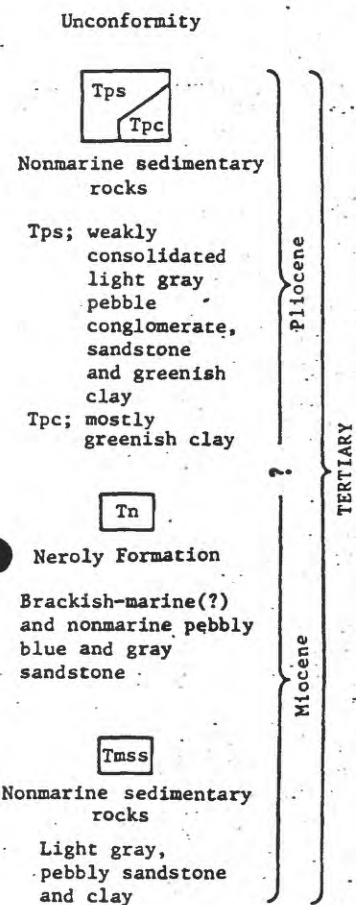 Unconformity
Tps
Tpc
Nonmarine sedimentary
rocks
Tps; weakly
consolidated
light gray
pebble
conglomerate,
sandstone
and greenish
clay
Tpc; mostly
greenish clay
Pliocene
?
TERTIARY
Tn
Neroly Formation
Brackish-marine(?)
and nonmarine pebbly
blue and gray
sandstone
Miocene
Tmss
Nonmarine sedimentary
rocks
Light gray,
pebbly sandstone
and clay